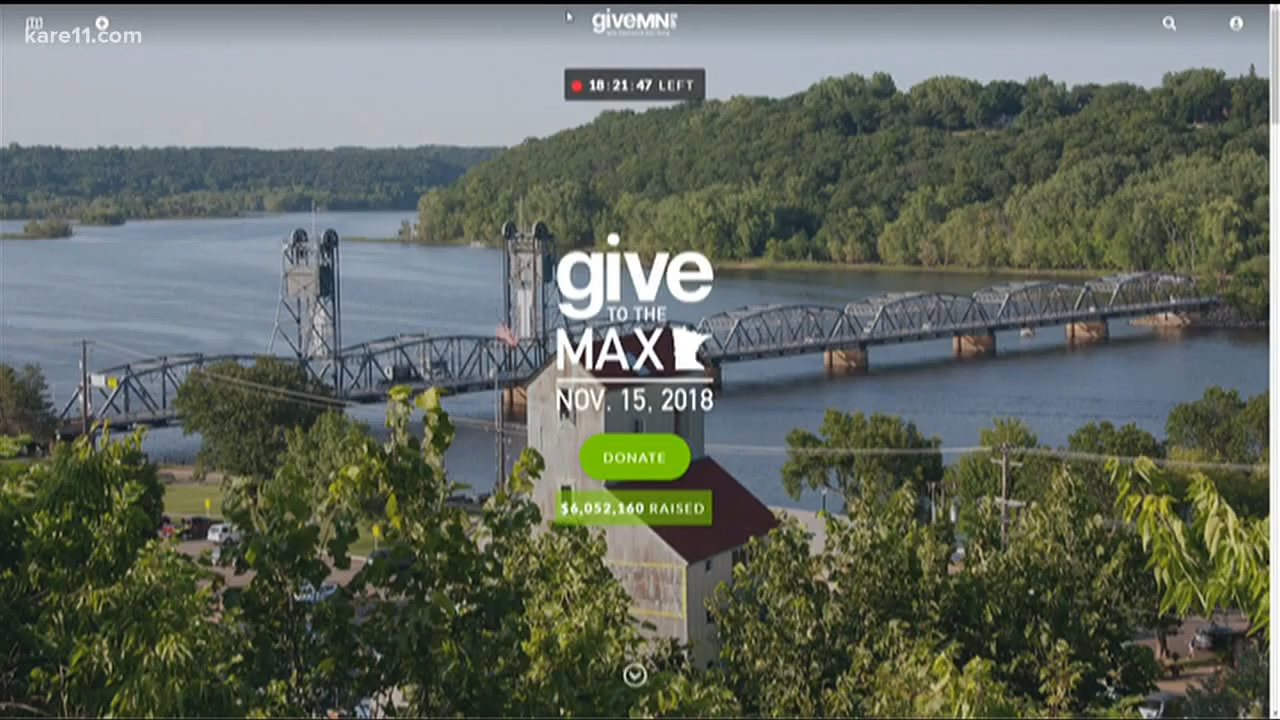 kare11.com
giveMN
18:21:47 LEFT
give
TO THE
MAX
NOV. 15, 2018
DONATE
$6,052,160 RAISED